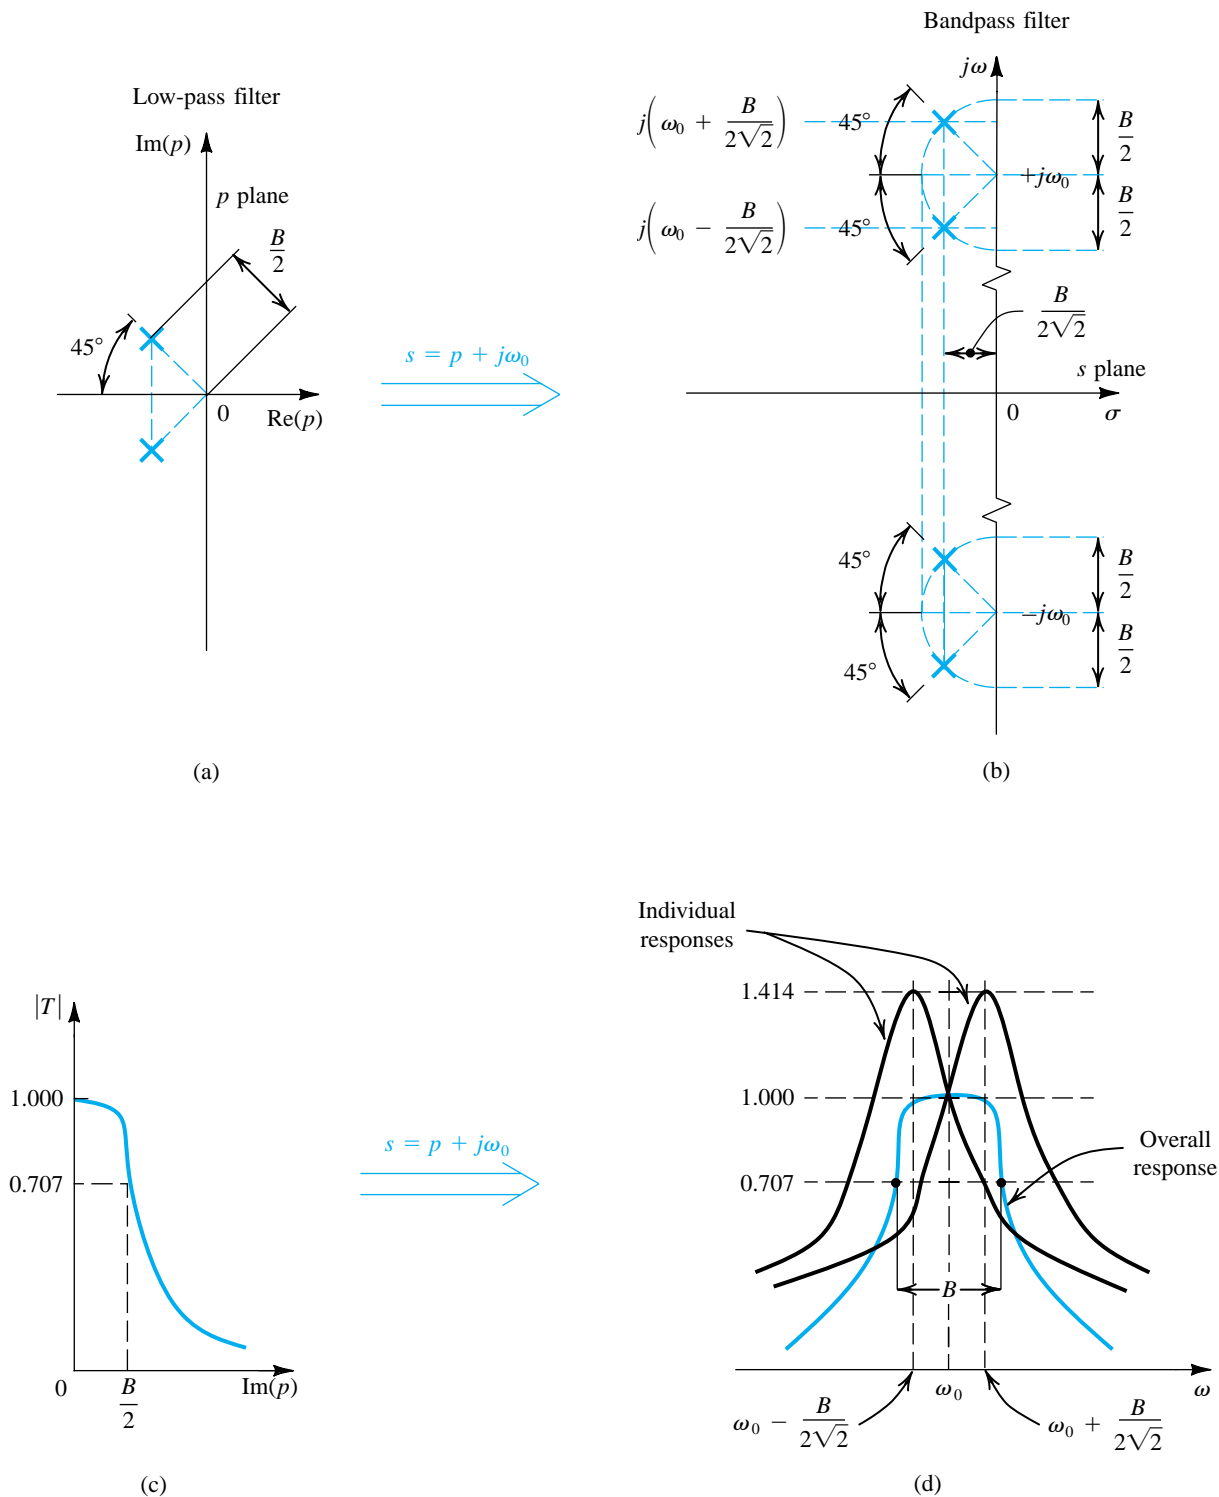 Low-pass filter
Im(p)
p plane
B/2
45°
0
Re(p)
s = p + jω₀
(a)
Bandpass filter
jω
j(ω₀ + B/2√2)
45°
B/2
+jω₀
j(ω₀ − B/2√2)
45°
B/2
B/2√2
s plane
0
σ
45°
B/2
−jω₀
45°
B/2
(b)
|T|
1.000
0.707
0
B/2
Im(p)
(c)
s = p + jω₀
Individual
responses
1.414
1.000
0.707
Overall
response
B
ω₀
ω
ω₀ − B/2√2
ω₀ + B/2√2
(d)